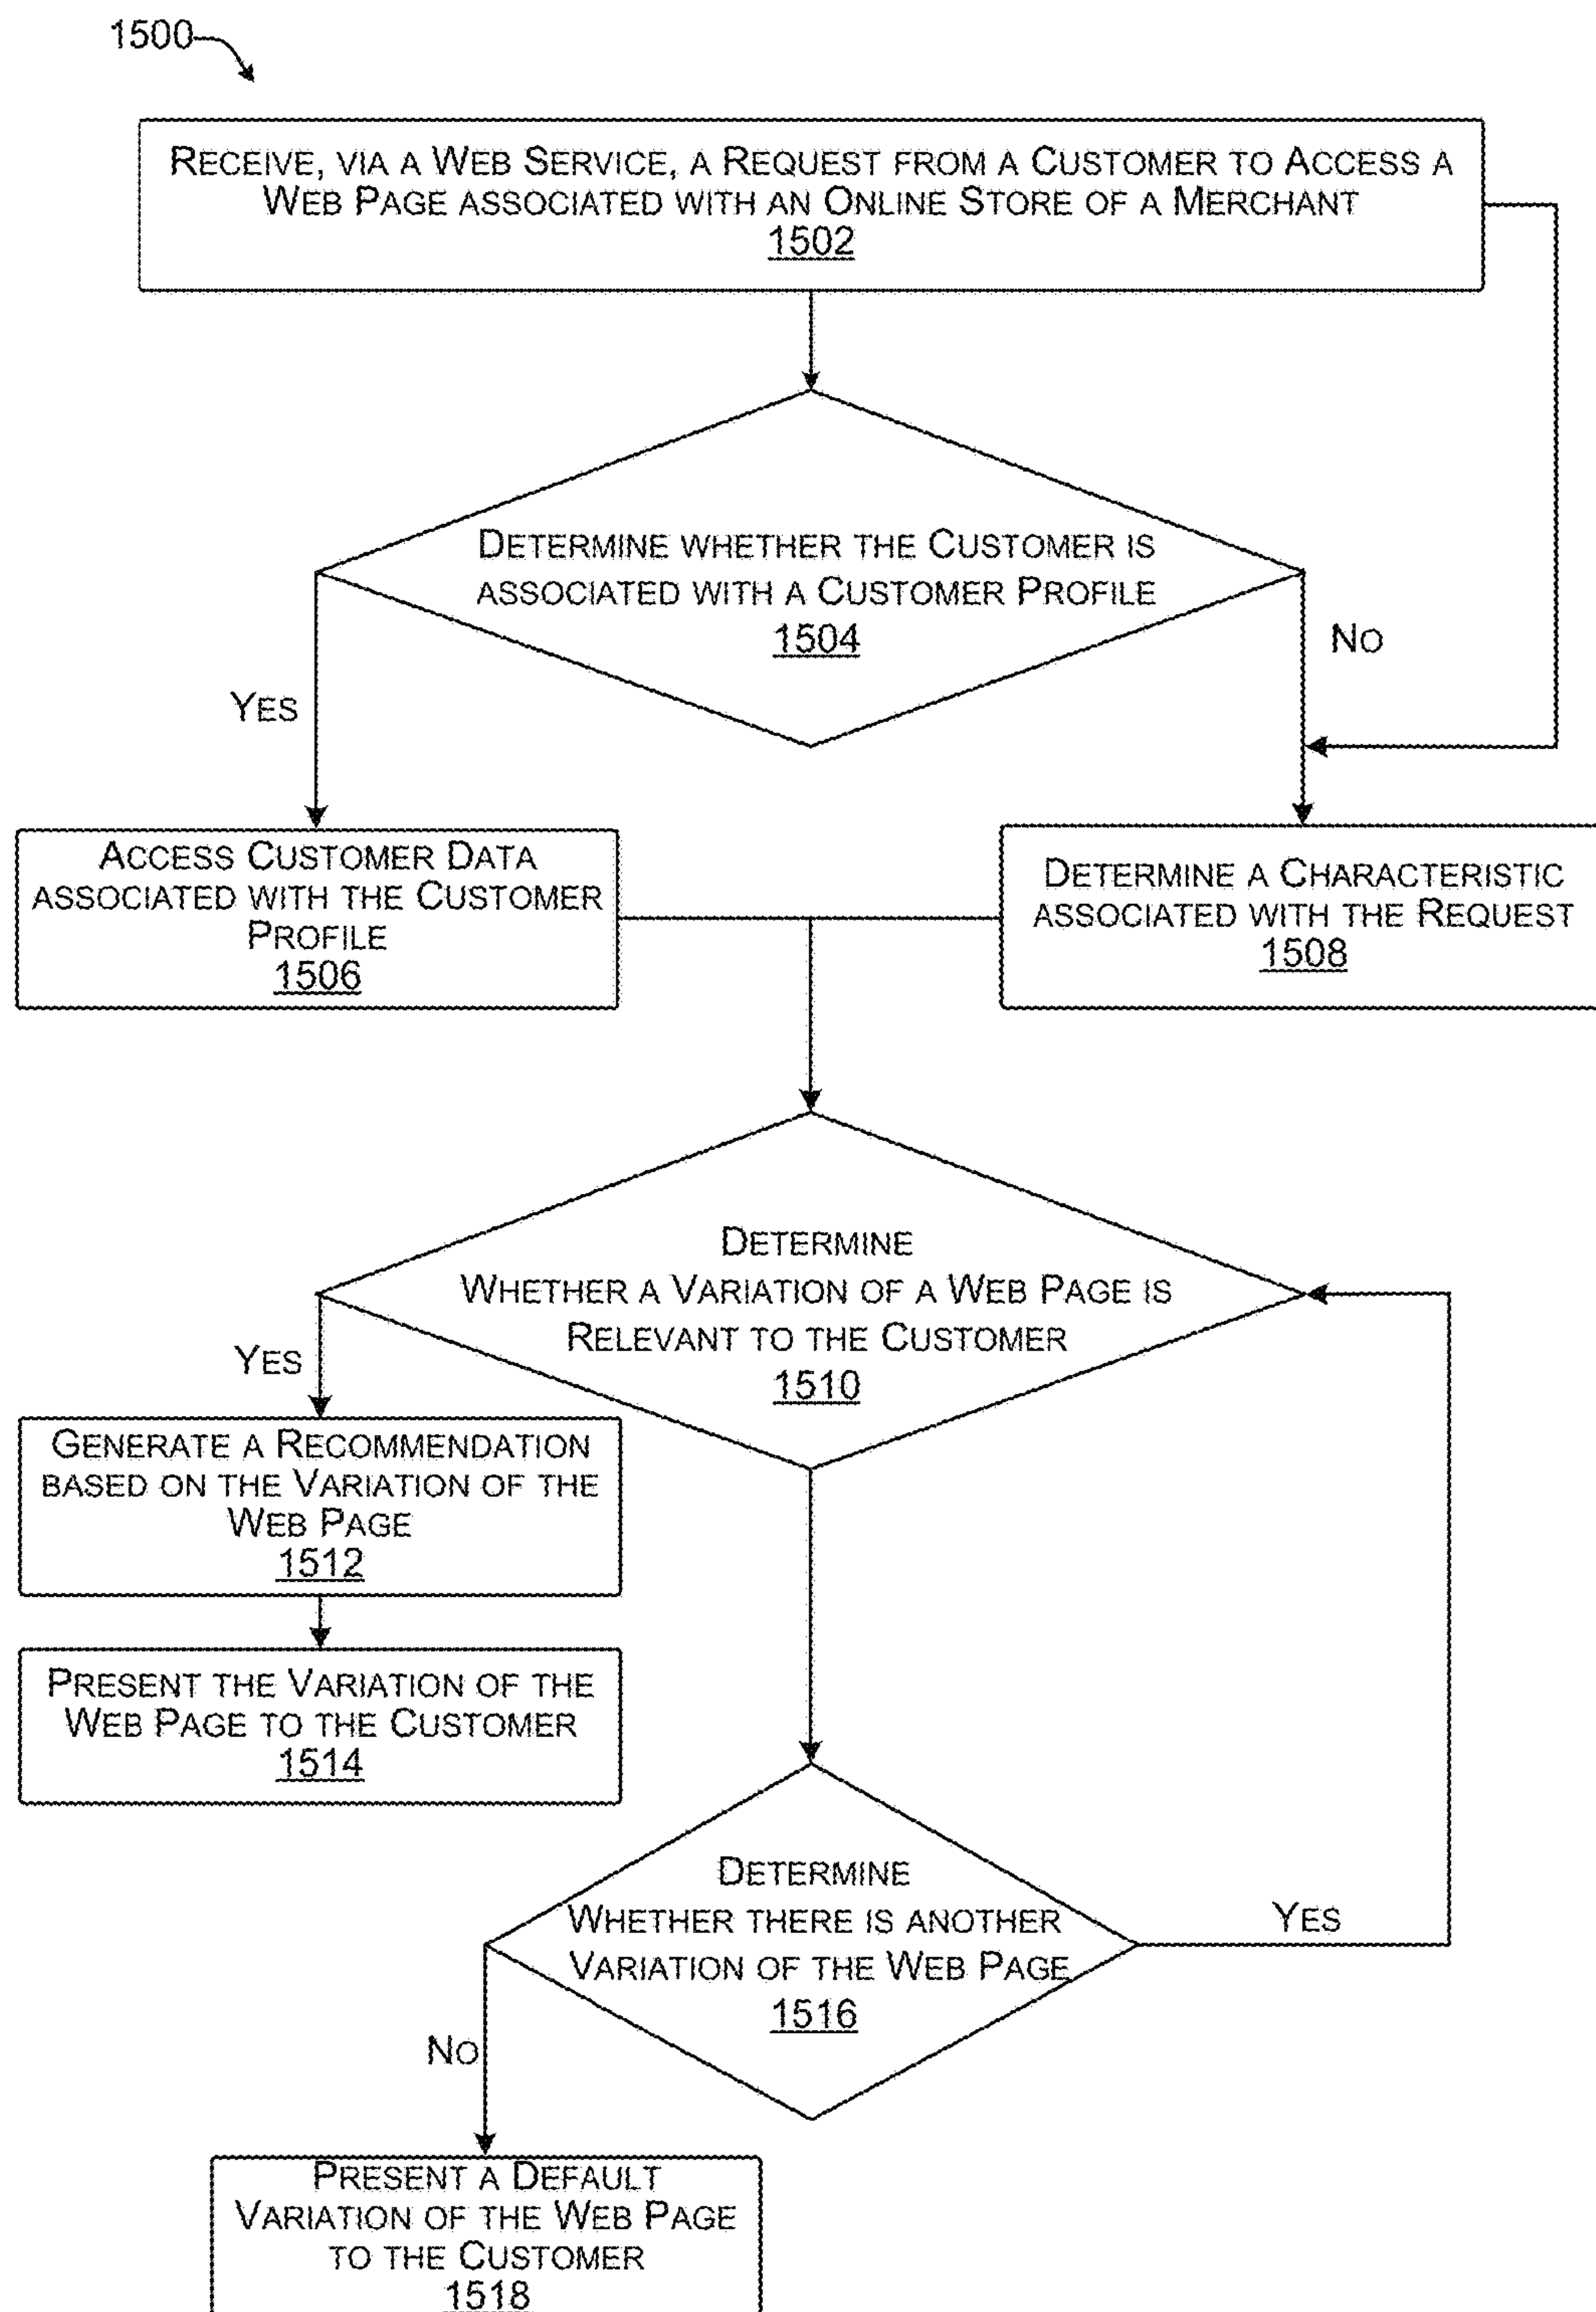 1500
RECEIVE, VIA A WEB SERVICE, A REQUEST FROM A CUSTOMER TO ACCESS A
WEB PAGE ASSOCIATED WITH AN ONLINE STORE OF A MERCHANT
1502
DETERMINE WHETHER THE CUSTOMER IS
ASSOCIATED WITH A CUSTOMER PROFILE
1504
YES
NO
ACCESS CUSTOMER DATA
ASSOCIATED WITH THE CUSTOMER
PROFILE
1506
DETERMINE A CHARACTERISTIC
ASSOCIATED WITH THE REQUEST
1508
DETERMINE
WHETHER A VARIATION OF A WEB PAGE IS
RELEVANT TO THE CUSTOMER
1510
YES
GENERATE A RECOMMENDATION
BASED ON THE VARIATION OF THE
WEB PAGE
1512
PRESENT THE VARIATION OF THE
WEB PAGE TO THE CUSTOMER
1514
DETERMINE
WHETHER THERE IS ANOTHER
VARIATION OF THE WEB PAGE
1516
YES
NO
PRESENT A DEFAULT
VARIATION OF THE WEB PAGE
TO THE CUSTOMER
1518